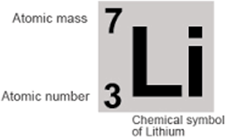 Atomic mass
7
Li
Atomic number
3
Chemical symbol
of Lithium